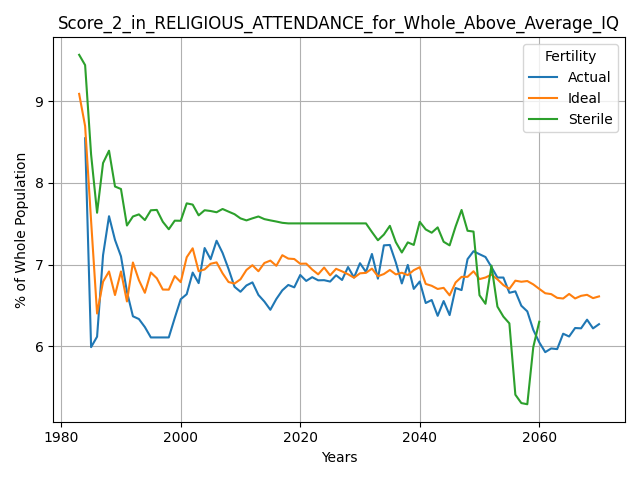 Score_2_in_RELIGIOUS_ATTENDANCE_for_Whole_Above_Average_IQ
Fertility
Actual
Ideal
Sterile
% of Whole Population
9
8
7
6
1980
2000
2020
2040
2060
Years